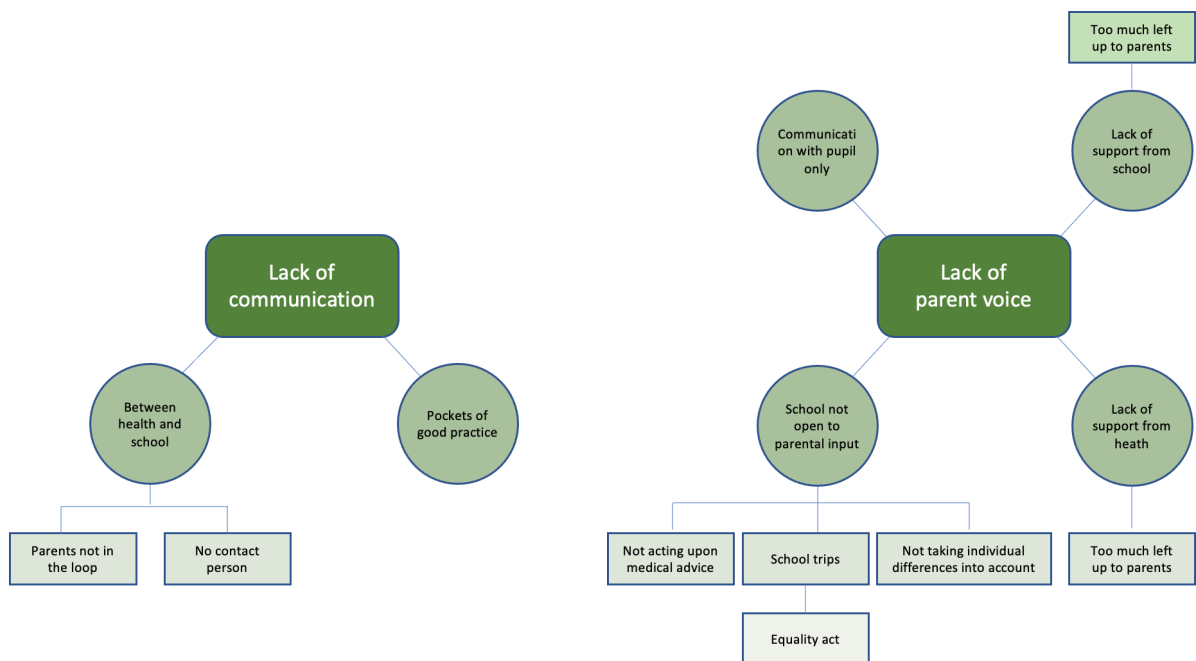 Lack of
communication
Between
health and
school
Pockets of
good practice
Parents not in
the loop
No contact
person
Too much left
up to parents
Communicati
on with pupil
only
Lack of
support from
school
Lack of
parent voice
School not
open to
parental input
Lack of
support from
heath
Not acting upon
medical advice
School trips
Not taking individual
differences into account
Too much left
up to parents
Equality act